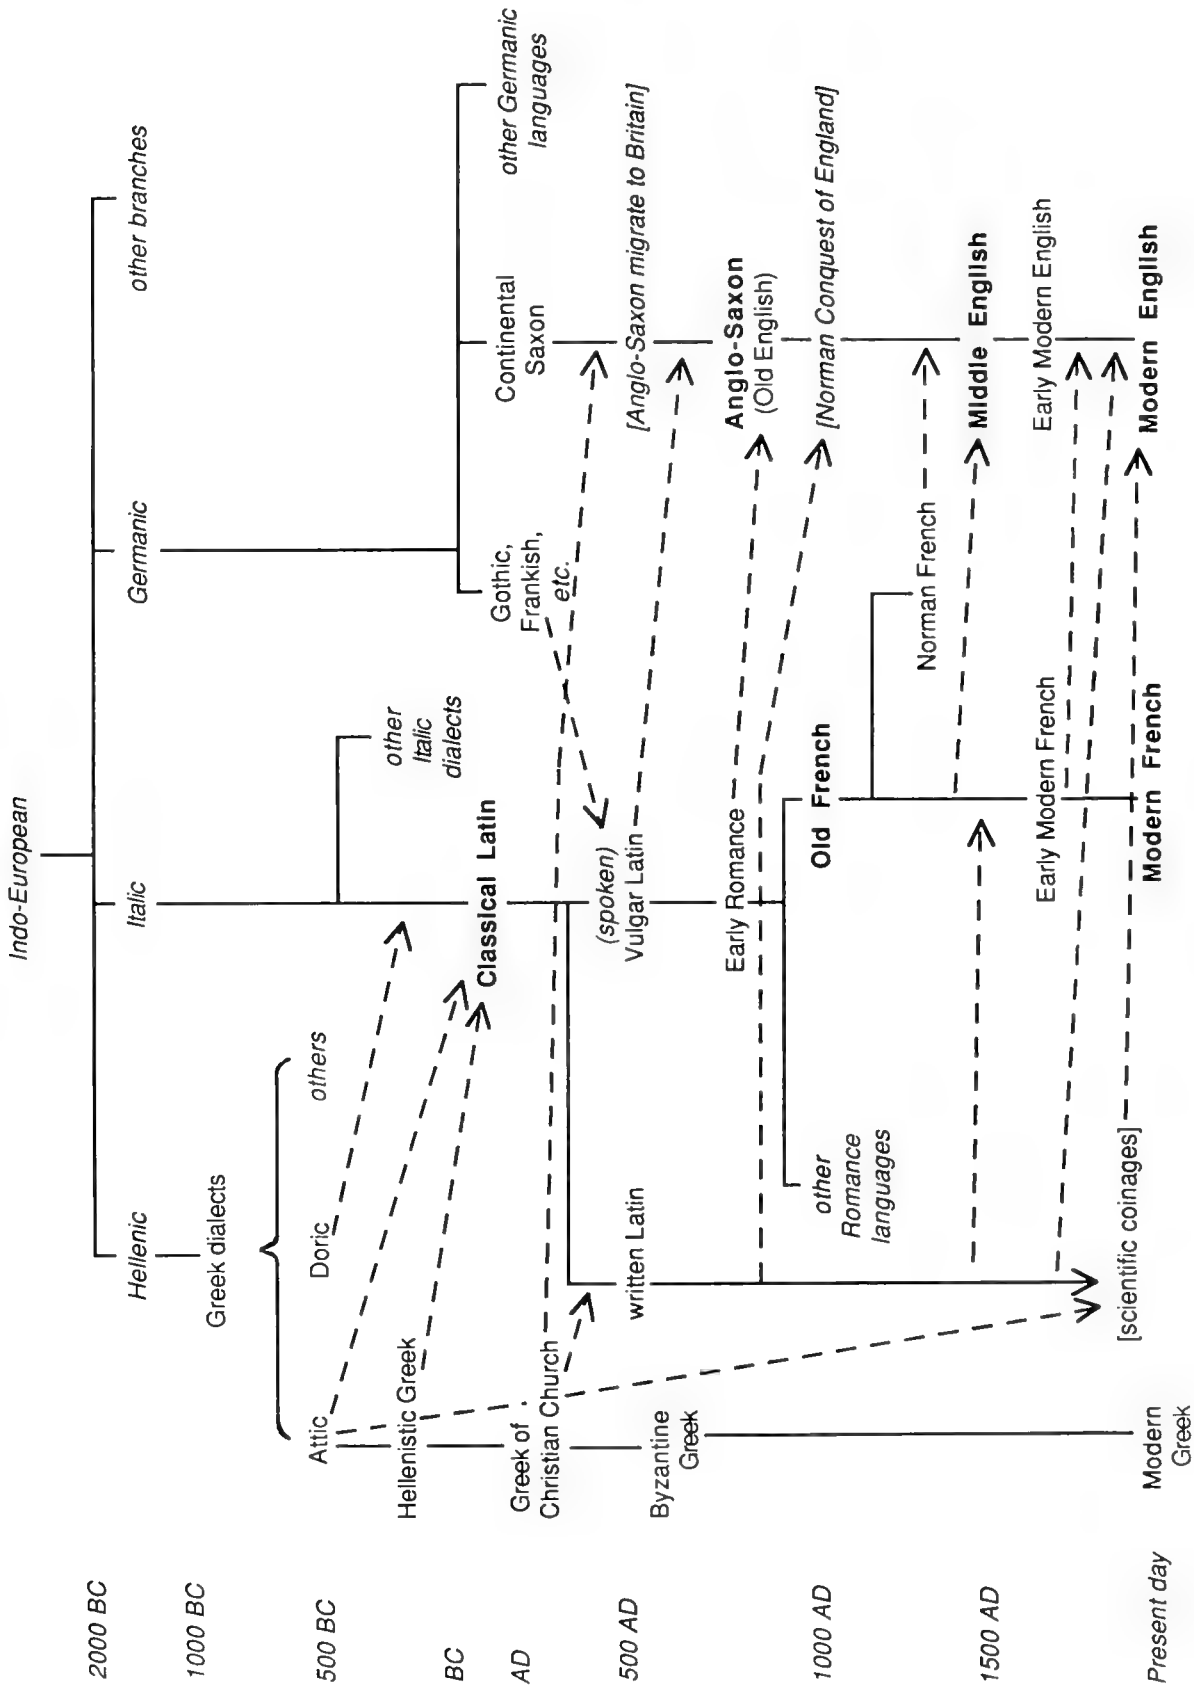 Indo-European
2000 BC
Hellenic
Italic
Germanic
other branches
1000 BC
Greek dialects
500 BC
Attic
Doric
others
other
Italic
dialects
Hellenistic Greek
BC
Classical Latin
Gothic,
Frankish,
etc.
Continental
Saxon
other Germanic
languages
AD
Greek of
Christian Church
500 AD
Byzantine
Greek
written Latin
(spoken)
Vulgar Latin
[Anglo-Saxon migrate to Britain]
Early Romance
Anglo-Saxon
(Old English)
1000 AD
other
Romance
languages
Old French
[Norman Conquest of England]
Norman French
1500 AD
Middle English
Early Modern French
Early Modern English
[scientific coinages]
Present day
Modern
Greek
Modern French
Modern English